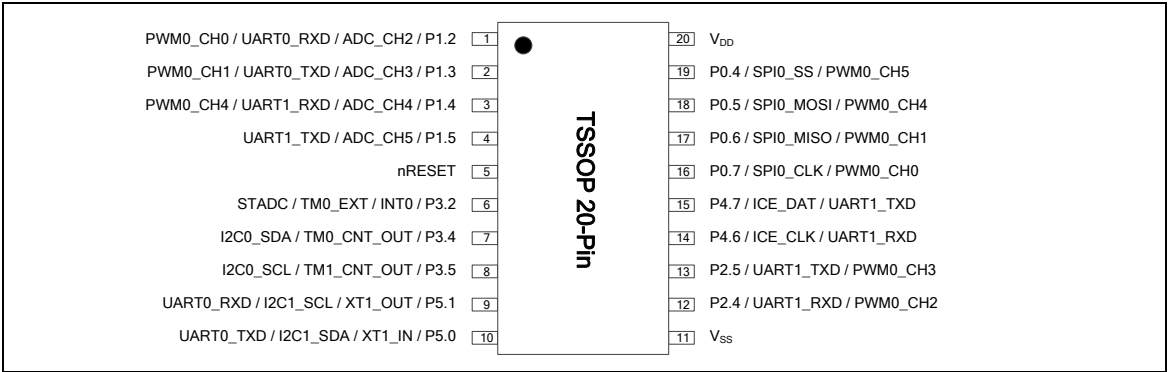 PWM0_CH0 / UART0_RXD / ADC_CH2 / P1.2 1 20 VDD
PWM0_CH1 / UART0_TXD / ADC_CH3 / P1.3 2 19 P0.4 / SPI0_SS / PWM0_CH5
PWM0_CH4 / UART1_RXD / ADC_CH4 / P1.4 3 18 P0.5 / SPI0_MOSI / PWM0_CH4
UART1_TXD / ADC_CH5 / P1.5 4 17 P0.6 / SPI0_MISO / PWM0_CH1
nRESET 5 16 P0.7 / SPI0_CLK / PWM0_CH0
STADC / TM0_EXT / INT0 / P3.2 6 15 P4.7 / ICE_DAT / UART1_TXD
I2C0_SDA / TM0_CNT_OUT / P3.4 7 14 P4.6 / ICE_CLK / UART1_RXD
I2C0_SCL / TM1_CNT_OUT / P3.5 8 13 P2.5 / UART1_TXD / PWM0_CH3
UART0_RXD / I2C1_SCL / XT1_OUT / P5.1 9 12 P2.4 / UART1_RXD / PWM0_CH2
UART0_TXD / I2C1_SDA / XT1_IN / P5.0 10 11 VSS
TSSOP 20-Pin